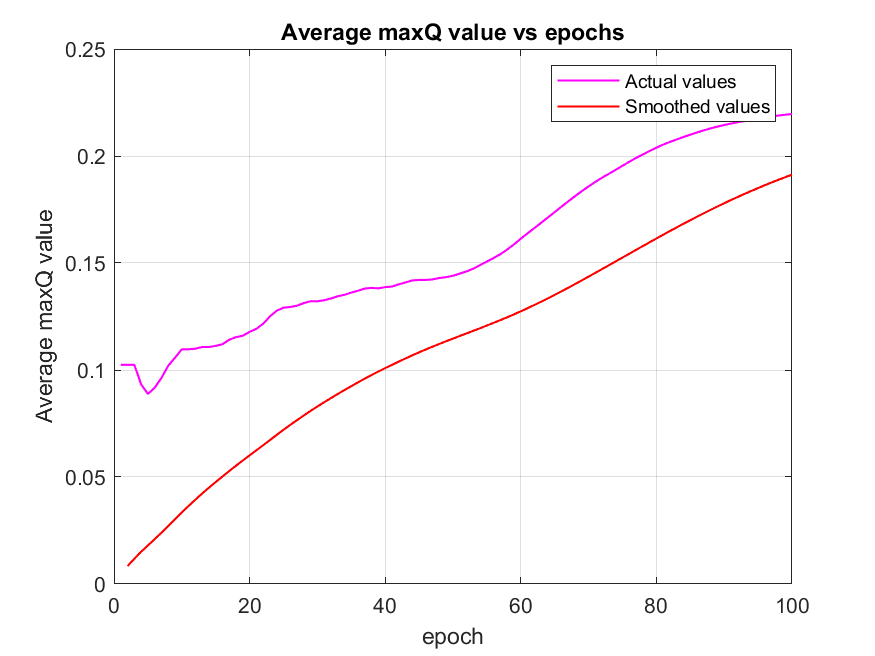 Average maxQ value vs epochs
0.25
Actual values
Smoothed values
0.2
0.15
0.1
0.05
0
Average maxQ value
0 20 40 60 80 100
epoch